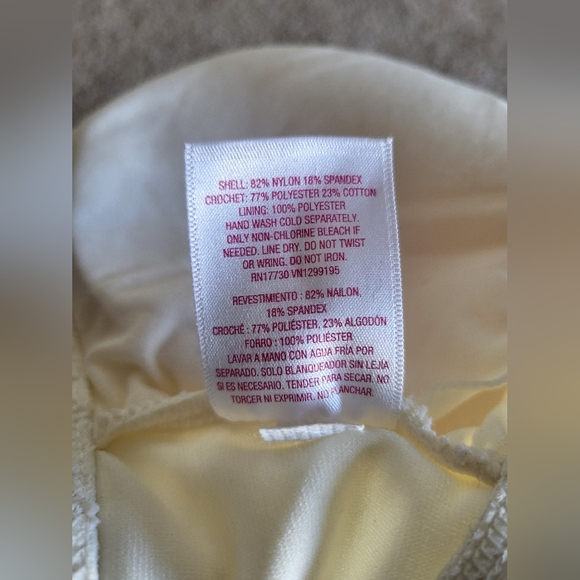 SHELL: 82% NYLON 18% SPANDEX
CROCHET: 77% POLYESTER 23% COTTON
LINING: 100% POLYESTER
HAND WASH COLD SEPARATELY.
ONLY NON-CHLORINE BLEACH IF
NEEDED. LINE DRY. DO NOT TWIST
OR WRING. DO NOT IRON.
RN17730 VN1299195
REVESTIMIENTO : 82% NAILON,
18% SPANDEX
CROCHÉ : 77% POLIÉSTER, 23% ALGODÓN
FORRO : 100% POLIÉSTER
LAVAR A MANO CON AGUA FRÍA POR
SEPARADO. SOLO BLANQUEADOR SIN LEJÍA
SI ES NECESARIO. TENDER PARA SECAR. NO
TORCER NI EXPRIMIR. NO PLANCHAR.